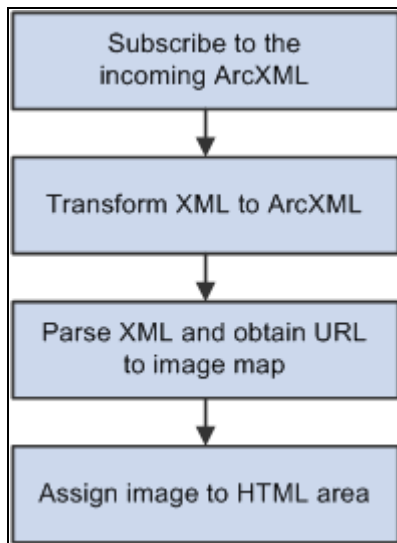 Subscribe to the
incoming ArcXML
Transform XML to ArcXML
Parse XML and obtain URL
to image map
Assign image to HTML area